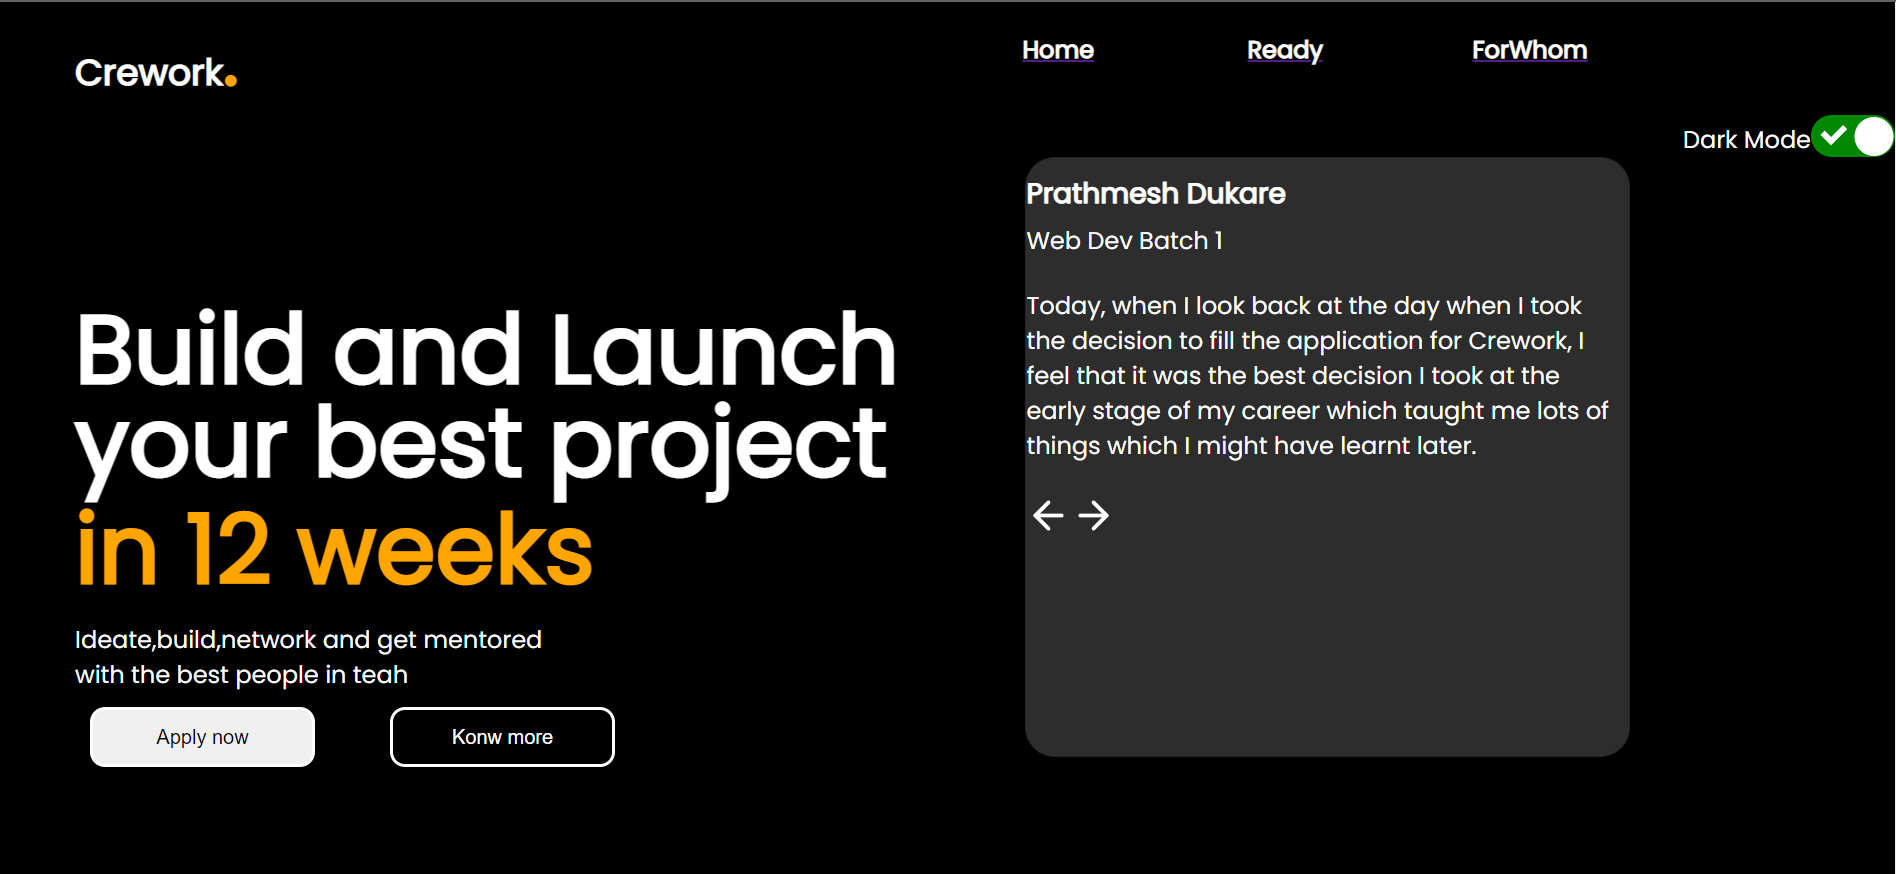 Crework.
Home
Ready
ForWhom
Dark Mode
Build and Launch
your best project
in 12 weeks
Ideate,build,network and get mentored
with the best people in teah
Apply now
Konw more
Prathmesh Dukare
Web Dev Batch 1
Today, when I look back at the day when I took
the decision to fill the application for Crework, I
feel that it was the best decision I took at the
early stage of my career which taught me lots of
things which I might have learnt later.